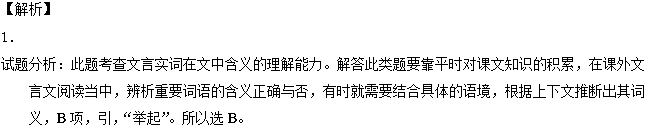 【解析】
1．
试题分析：此题考查文言实词在文中含义的理解能力。解答此类题要靠平时对课文知识的积累，在课外文
言文阅读当中，辨析重要词语的含义正确与否，有时就需要结合具体的语境，根据上下文推断出其词
义，B 项，引，“举起”。所以选 B。